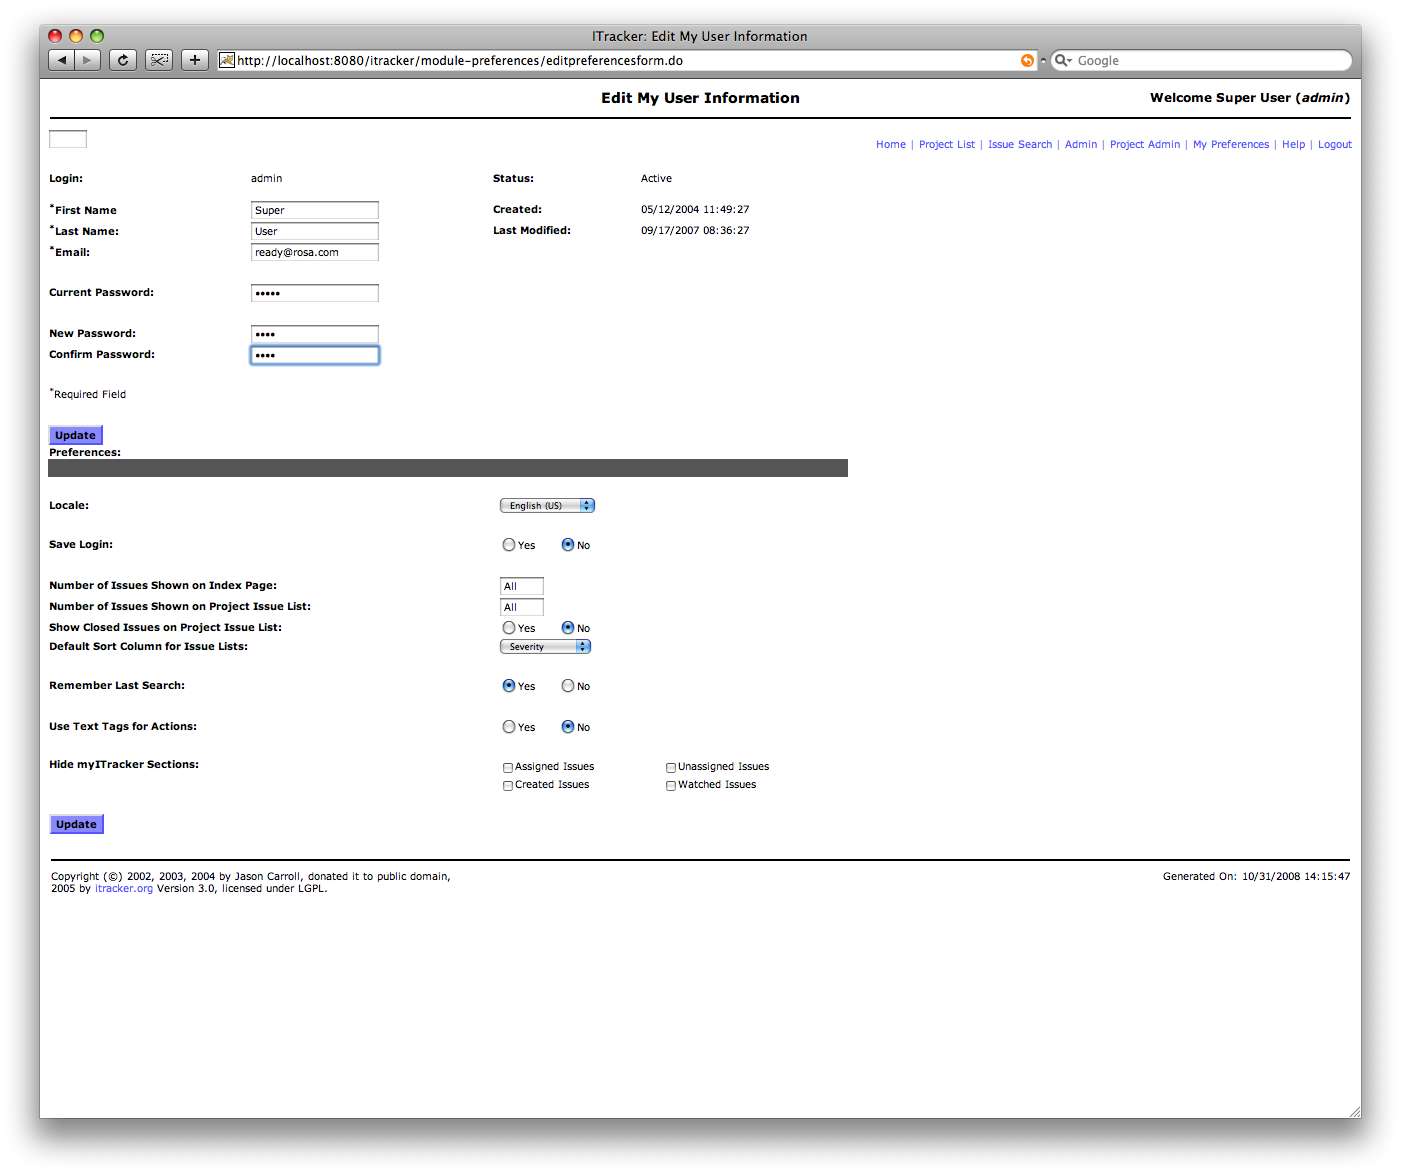 ITracker: Edit My User Information
http://localhost:8080/itracker/module-preferences/editpreferencesform.do
Google
Edit My User Information
Welcome Super User (admin)
Home | Project List | Issue Search | Admin | Project Admin | My Preferences | Help | Logout
Login: admin Status: Active
*First Name Super Created: 05/12/2004 11:49:27
*Last Name: User Last Modified: 09/17/2007 08:36:27
*Email: ready@rosa.com
Current Password: •••••
New Password: ••••
Confirm Password: ••••
*Required Field
Update
Preferences:
Locale: English (US)
Save Login: Yes No
Number of Issues Shown on Index Page: All
Number of Issues Shown on Project Issue List: All
Show Closed Issues on Project Issue List: Yes No
Default Sort Column for Issue Lists: Severity
Remember Last Search: Yes No
Use Text Tags for Actions: Yes No
Hide myITracker Sections: Assigned Issues Unassigned Issues
Created Issues Watched Issues
Update
Copyright (©) 2002, 2003, 2004 by Jason Carroll, donated it to public domain, Generated On: 10/31/2008 14:15:47
2005 by itracker.org Version 3.0, licensed under LGPL.